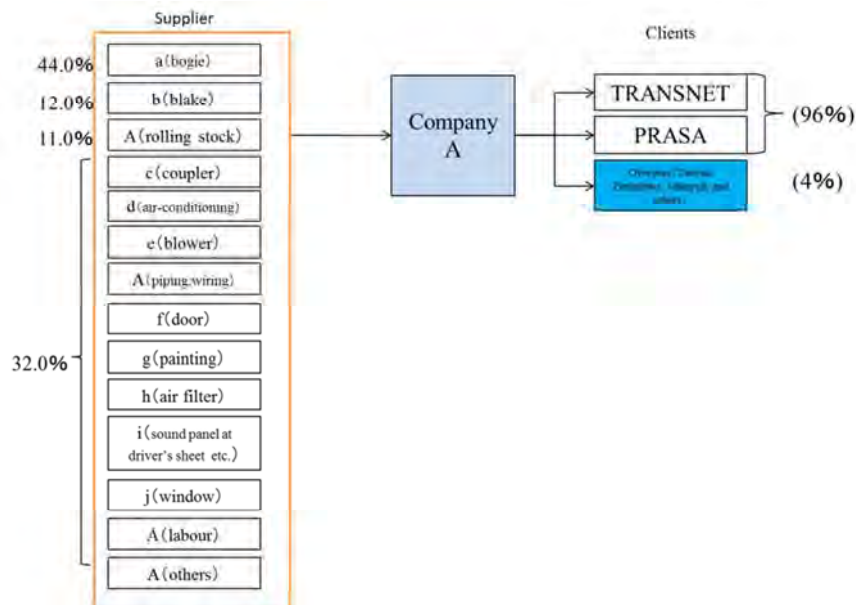 Supplier
44.0%
a(bogie)
12.0%
b(blake)
11.0%
A(rolling stock)
c(coupler)
d(air-conditioning)
e(blower)
A(piping;wiring)
f(door)
32.0%
g(painting)
h(air filter)
i(sound panel at
driver's sheet etc.)
j(window)
A(labour)
A(others)
Company
A
Clients
TRANSNET
PRASA
(96%)
and
others
(4%)